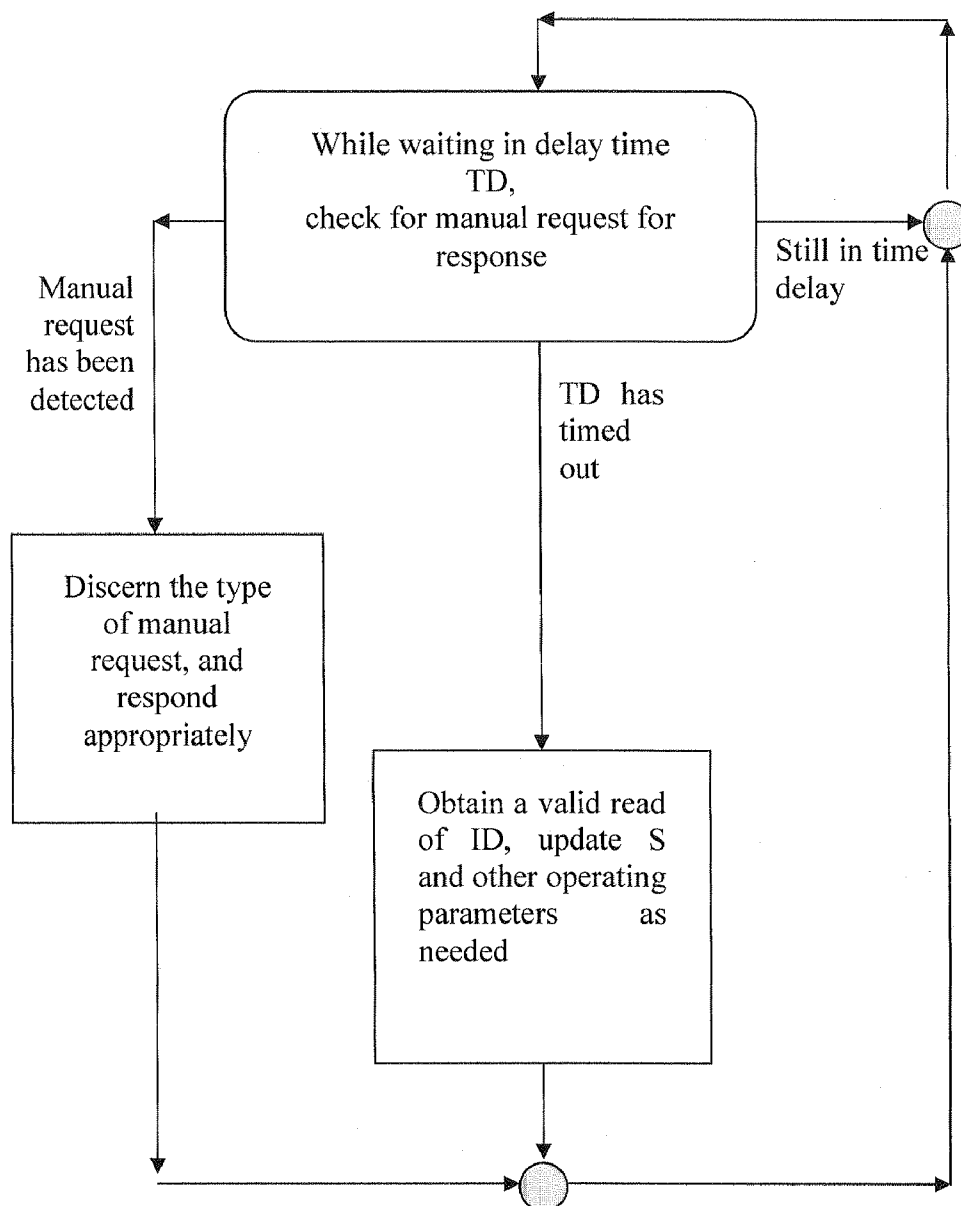 While waiting in delay time
TD,
check for manual request for
response
Still in time
delay
Manual
request
has been
detected
TD has
timed
out
Discern the type
of manual
request, and
respond
appropriately
Obtain a valid read
of ID, update S
and other operating
parameters as
needed